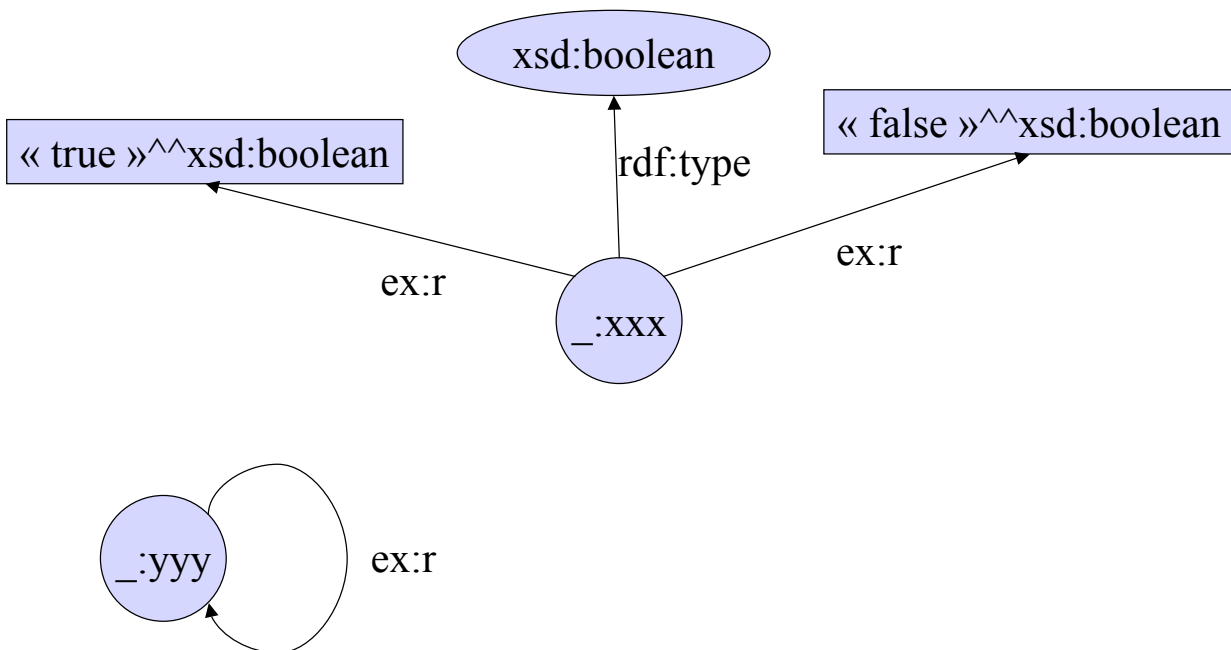 xsd:boolean
« true »^^xsd:boolean
« false »^^xsd:boolean
rdf:type
ex:r
ex:r
_:xxx
_:yyy
ex:r